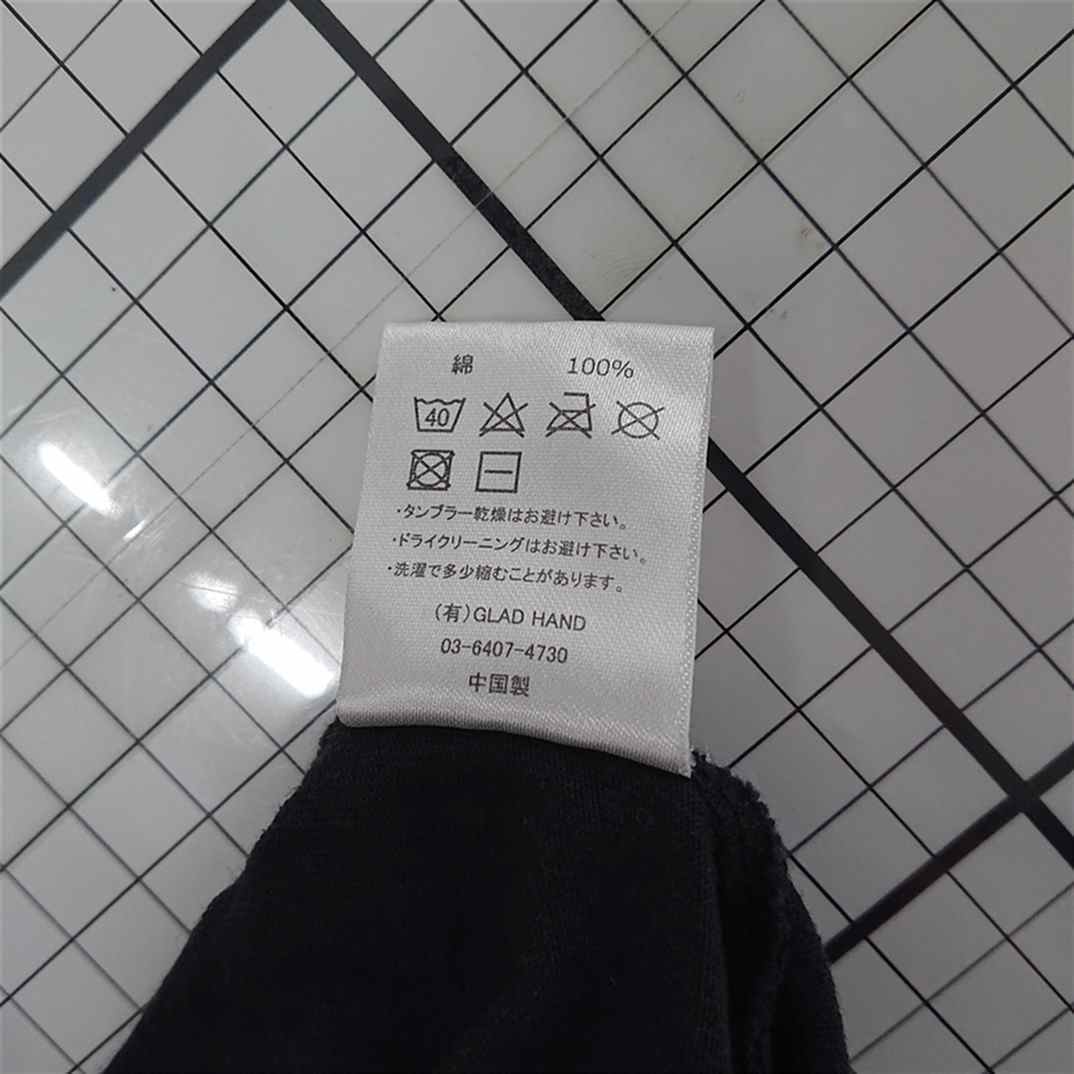 綿 100%
40
・タンブラー乾燥はお避け下さい。
・ドライクリーニングはお避け下さい。
・洗濯で多少縮むことがあります。
(有)GLAD HAND
03-6407-4730
中国製